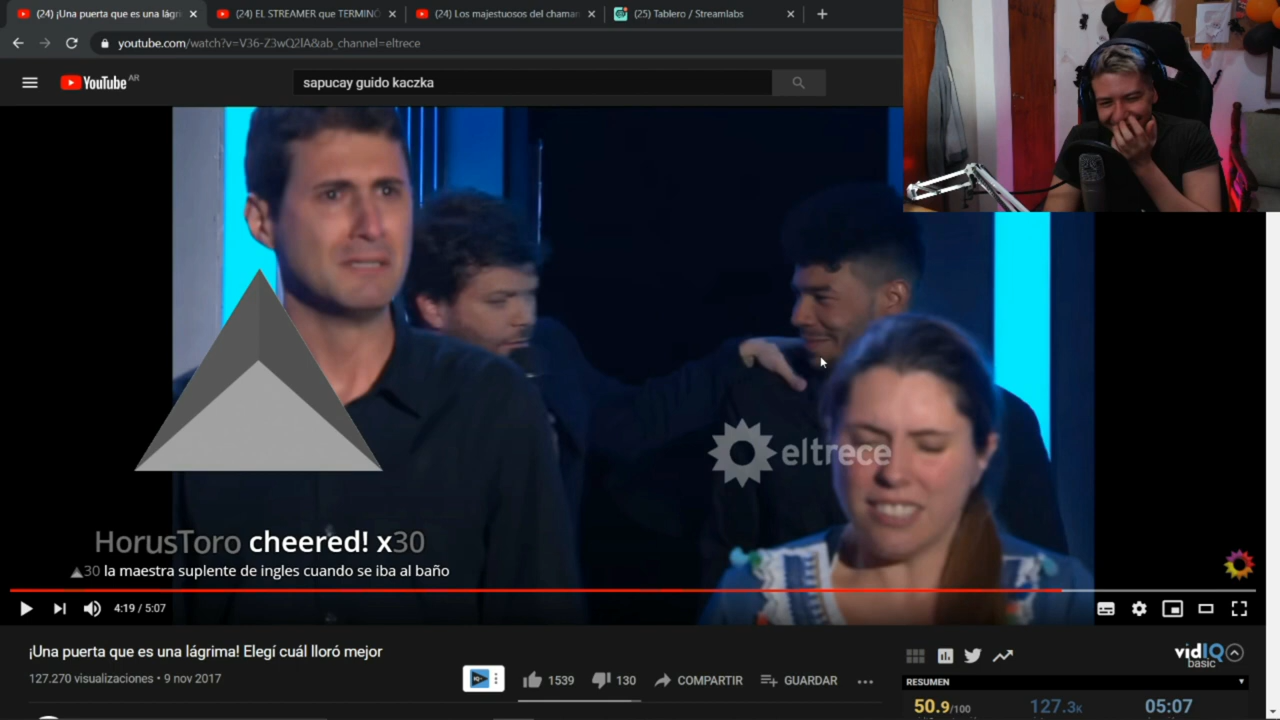 (24) ¡Una puerta que es una lágri
(24) EL STREAMER que TERMINÓ
(24) Los majestuosos del chaman
(25) Tablero / Streamlabs
youtube.com/watch?v=V36-Z3wQ2lA&ab_channel=eltrece
YouTube AR
sapucay guido kaczka
eltrece
HorusToro cheered! x30
30 la maestra suplente de ingles cuando se iba al baño
4:19 / 5:07
¡Una puerta que es una lágrima! Elegí cuál lloró mejor
127.270 visualizaciones • 9 nov 2017
1539
130
COMPARTIR
GUARDAR
vidIQ
basic
RESUMEN
50.9/100
127.3K
05:07